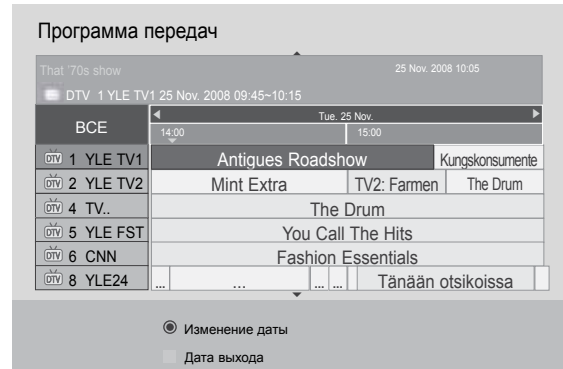 Программа передач
That '70s show 25 Nov. 2008 10:05
DTV 1 YLE TV1 25 Nov. 2008 09:45~10:15
ВСЕ
Tue. 25 Nov.
14:00 15:00
DTV 1 YLE TV1 Antigues Roadshow Kungskonsumente
DTV 2 YLE TV2 Mint Extra TV2: Farmen The Drum
DTV 4 TV.. The Drum
DTV 5 YLE FST You Call The Hits
DTV 6 CNN Fashion Essentials
DTV 8 YLE24 ... ... ... ... Tänään otsikoissa
Изменение даты
Дата выхода